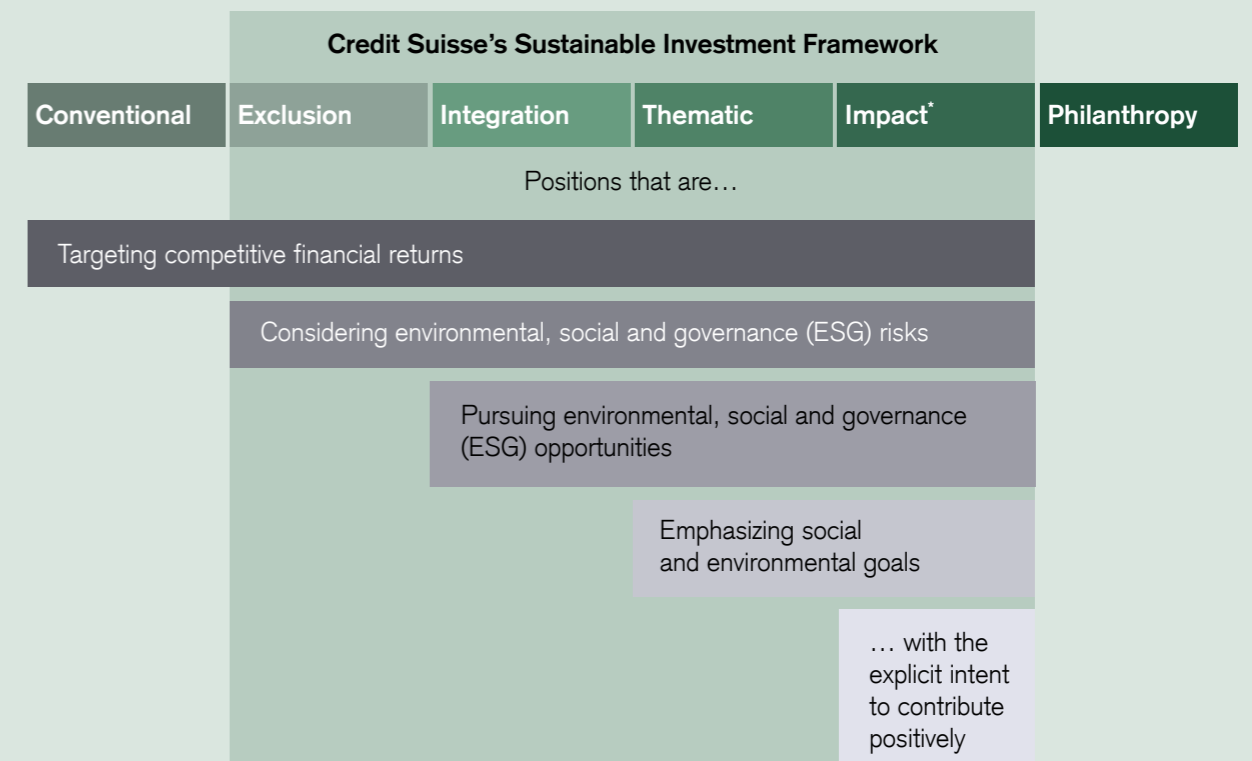 Credit Suisse’s Sustainable Investment Framework
Conventional
Exclusion
Integration
Thematic
Impact*
Philanthropy
Positions that are…
Targeting competitive financial returns
Considering environmental, social and governance (ESG) risks
Pursuing environmental, social and governance
(ESG) opportunities
Emphasizing social
and environmental goals
… with the
explicit intent
to contribute
positively